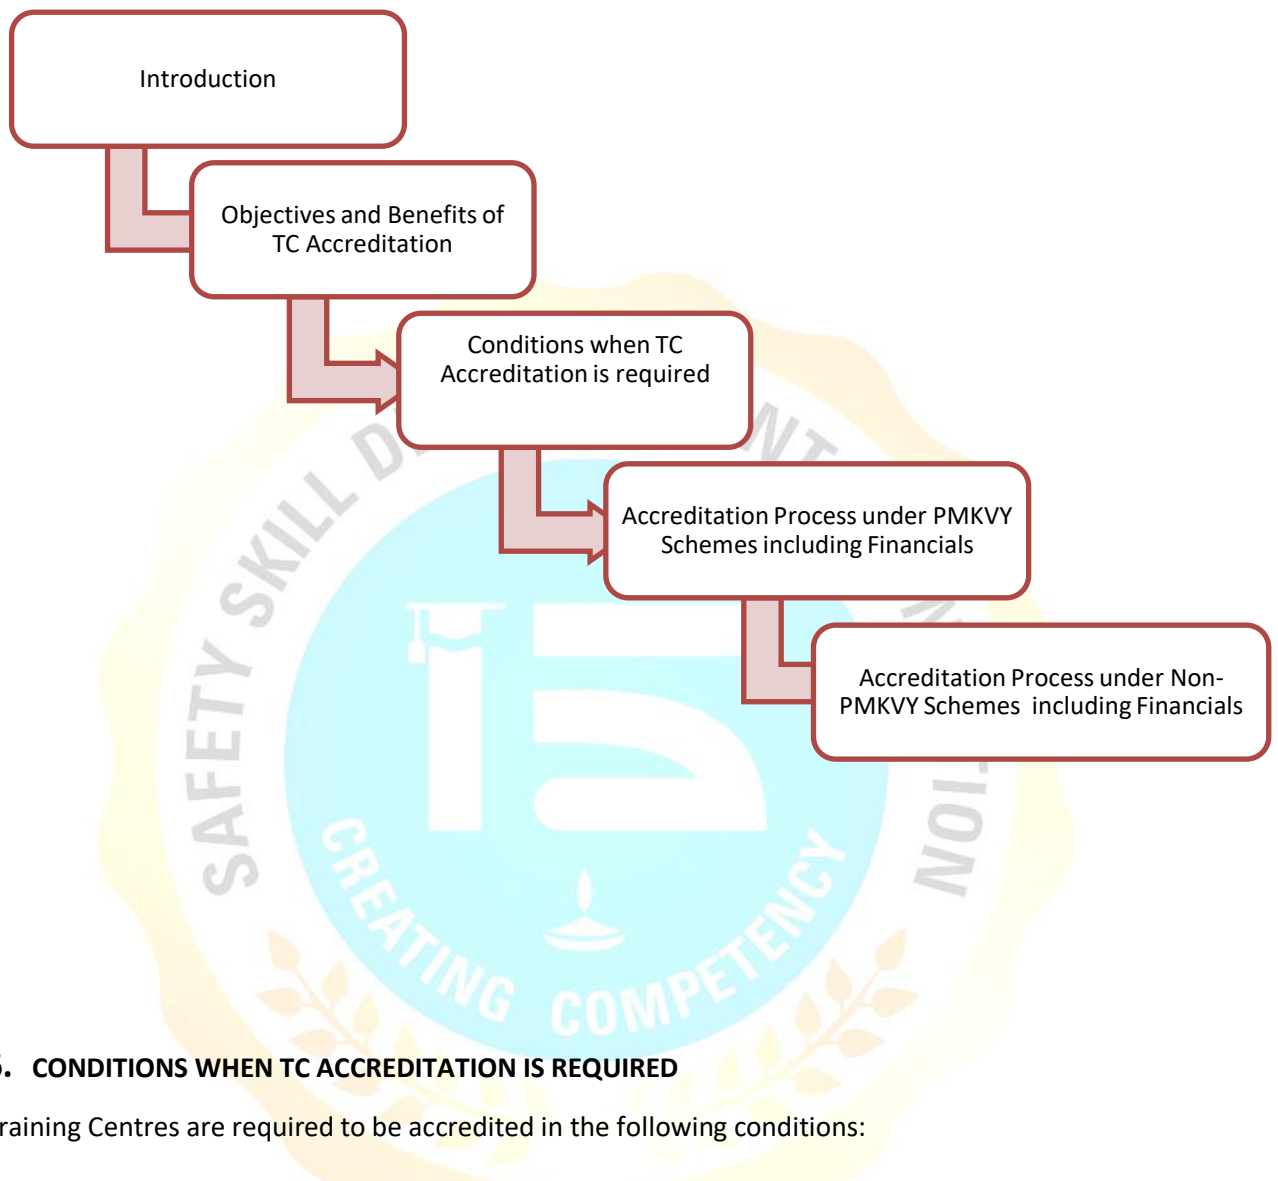 Introduction
Objectives and Benefits of
TC Accreditation
Conditions when TC
Accreditation is required
Accreditation Process under PMKVY
Schemes including Financials
Accreditation Process under Non-
PMKVY Schemes including Financials
SAFETY SKILL
CREATING COMPETENCY
CONDITIONS WHEN TC ACCREDITATION IS REQUIRED
raining Centres are required to be accredited in the following conditions: